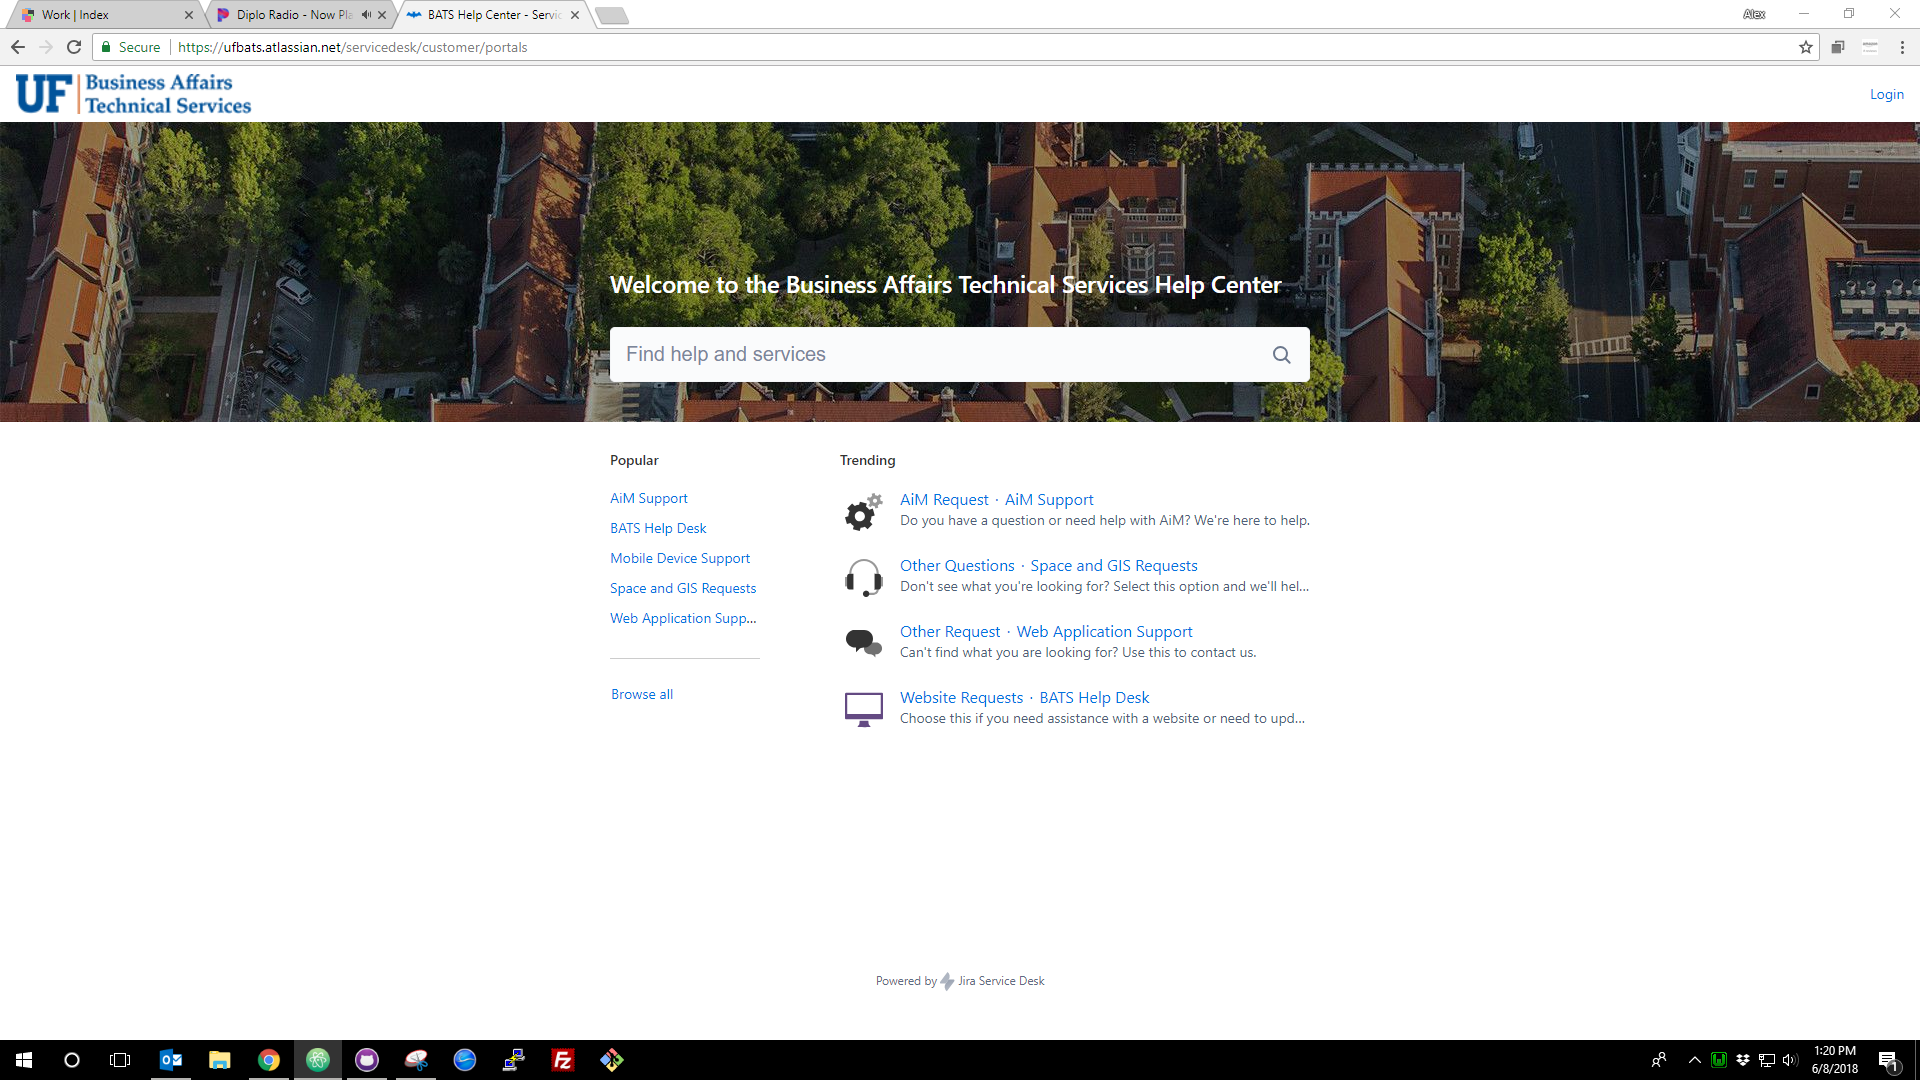 Work | Index
Diplo Radio - Now Pla
BATS Help Center - Servic
Alex
Secure
https://ufbats.atlassian.net/servicedesk/customer/portals
UF Business Affairs
Technical Services
Login
Welcome to the Business Affairs Technical Services Help Center
Find help and services
Popular
AiM Support
BATS Help Desk
Mobile Device Support
Space and GIS Requests
Web Application Supp...
Browse all
Trending
AiM Request · AiM Support
Do you have a question or need help with AiM? We're here to help.
Other Questions · Space and GIS Requests
Don't see what you're looking for? Select this option and we'll hel...
Other Request · Web Application Support
Can't find what you are looking for? Use this to contact us.
Website Requests · BATS Help Desk
Choose this if you need assistance with a website or need to upd...
Powered by Jira Service Desk
1:20 PM
6/8/2018
1